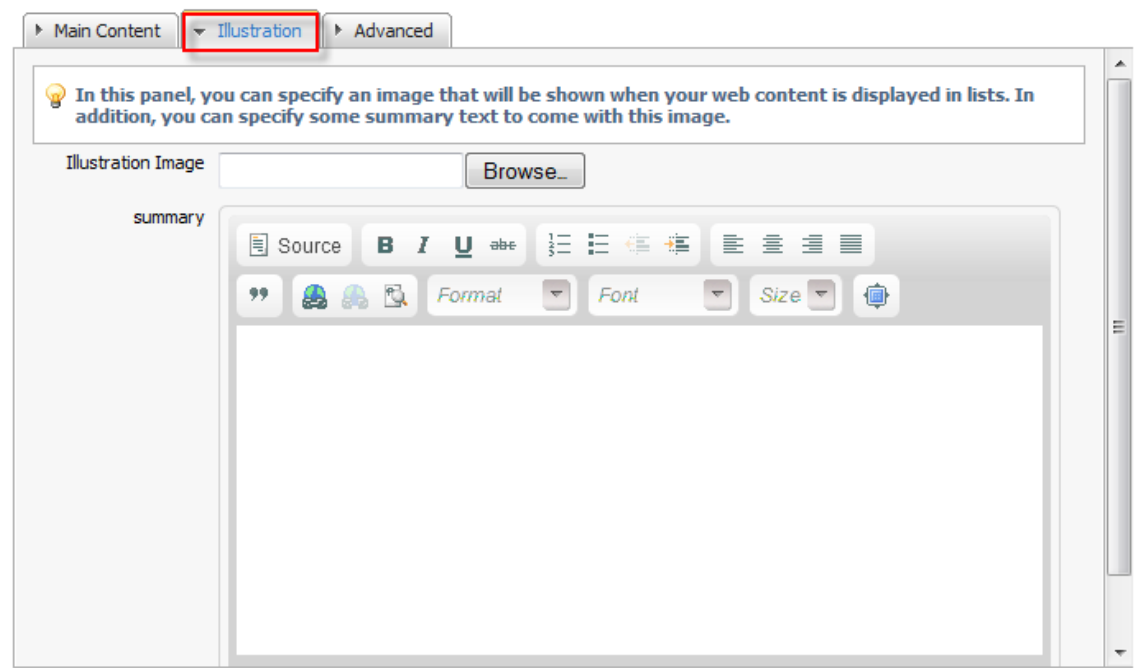 Main Content Illustration Advanced
In this panel, you can specify an image that will be shown when your web content is displayed in lists. In
addition, you can specify some summary text to come with this image.
Illustration Image Browse...
summary
Source B I U abc
Format Font Size